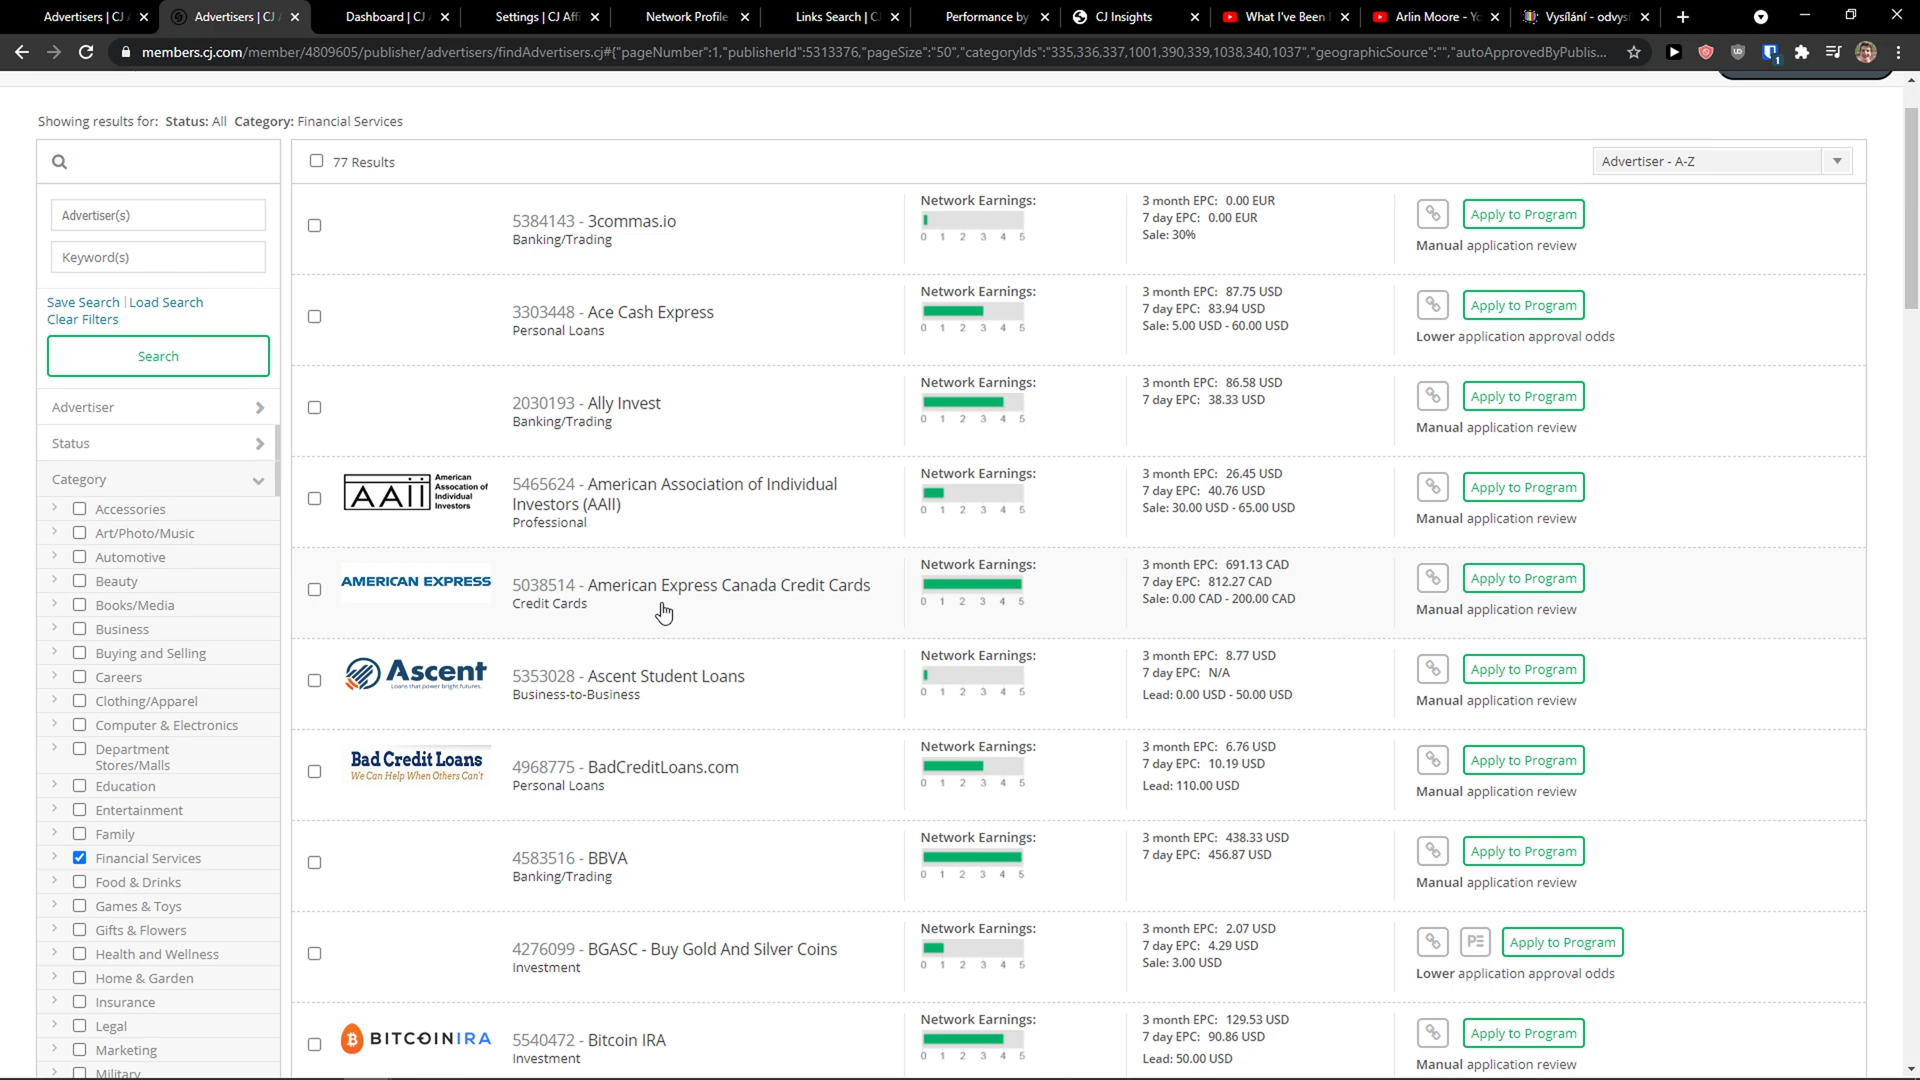 Advertisers | CJ
Advertisers | CJ
Dashboard | CJ
Settings | CJ Affi
Network Profile
Links Search | C
Performance by
CJ Insights
What I've Been
Arlin Moore - Yo
Vysílání - odvys
members.cj.com/member/4809605/publisher/advertisers/findAdvertisers.cj#{"pageNumber":1,"publisherId":5313376,"pageSize":"50","categoryIds":"335,336,337,1001,390,339,1038,340,1037","geographicSource":"","autoApprovedByPublis...
Showing results for: Status: All Category: Financial Services
77 Results
Advertiser - A-Z
Advertiser(s)
Keyword(s)
Save Search | Load Search
Clear Filters
Search
Advertiser
Status
Category
Accessories
Art/Photo/Music
Automotive
Beauty
Books/Media
Business
Buying and Selling
Careers
Clothing/Apparel
Computer & Electronics
Department
Stores/Malls
Education
Entertainment
Family
Financial Services
Food & Drinks
Games & Toys
Gifts & Flowers
Health and Wellness
Home & Garden
Insurance
Legal
Marketing
Military
5384143 - 3commas.io
Banking/Trading
Network Earnings:
0 1 2 3 4 5
3 month EPC: 0.00 EUR
7 day EPC: 0.00 EUR
Sale: 30%
Apply to Program
Manual application review
3303448 - Ace Cash Express
Personal Loans
Network Earnings:
0 1 2 3 4 5
3 month EPC: 87.75 USD
7 day EPC: 83.94 USD
Sale: 5.00 USD - 60.00 USD
Apply to Program
Lower application approval odds
2030193 - Ally Invest
Banking/Trading
Network Earnings:
0 1 2 3 4 5
3 month EPC: 86.58 USD
7 day EPC: 38.33 USD
Apply to Program
Manual application review
AAII
American
Association of
Individual
Investors
5465624 - American Association of Individual
Investors (AAII)
Professional
Network Earnings:
0 1 2 3 4 5
3 month EPC: 26.45 USD
7 day EPC: 40.76 USD
Sale: 30.00 USD - 65.00 USD
Apply to Program
Manual application review
AMERICAN EXPRESS
5038514 - American Express Canada Credit Cards
Credit Cards
Network Earnings:
0 1 2 3 4 5
3 month EPC: 691.13 CAD
7 day EPC: 812.27 CAD
Sale: 0.00 CAD - 200.00 CAD
Apply to Program
Manual application review
Ascent
Loans that power bright futures.
5353028 - Ascent Student Loans
Business-to-Business
Network Earnings:
0 1 2 3 4 5
3 month EPC: 8.77 USD
7 day EPC: N/A
Lead: 0.00 USD - 50.00 USD
Apply to Program
Manual application review
Bad Credit Loans
We Can Help When Others Can't
4968775 - BadCreditLoans.com
Personal Loans
Network Earnings:
0 1 2 3 4 5
3 month EPC: 6.76 USD
7 day EPC: 10.19 USD
Lead: 110.00 USD
Apply to Program
Manual application review
4583516 - BBVA
Banking/Trading
Network Earnings:
0 1 2 3 4 5
3 month EPC: 438.33 USD
7 day EPC: 456.87 USD
Apply to Program
Manual application review
4276099 - BGASC - Buy Gold And Silver Coins
Investment
Network Earnings:
0 1 2 3 4 5
3 month EPC: 2.07 USD
7 day EPC: 4.29 USD
Sale: 3.00 USD
PE
Apply to Program
Lower application approval odds
BITCOINIRA
5540472 - Bitcoin IRA
Investment
Network Earnings:
0 1 2 3 4 5
3 month EPC: 129.53 USD
7 day EPC: 90.86 USD
Lead: 50.00 USD
Apply to Program
Manual application review